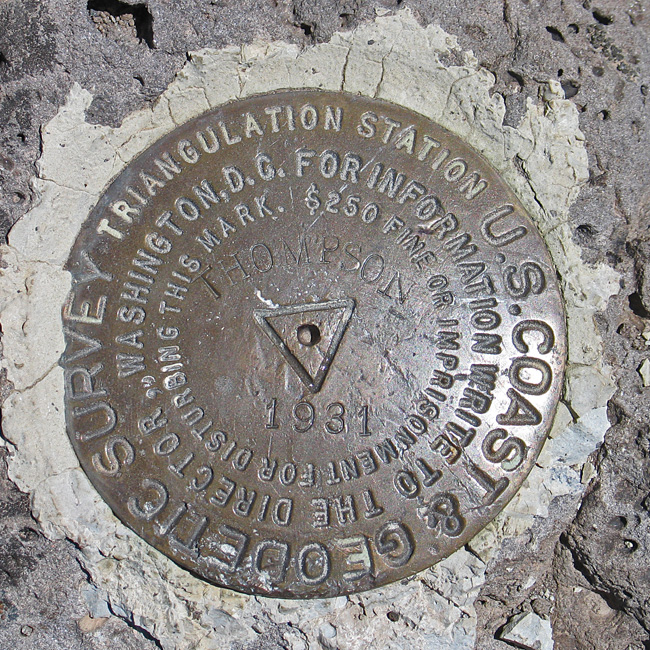 U.S. COAST & GEODETIC SURVEY
TRIANGULATION STATION
FOR INFORMATION WRITE TO THE DIRECTOR, WASHINGTON, D.C.
$250 FINE OR IMPRISONMENT FOR DISTURBING THIS MARK.
THOMPSON
1931